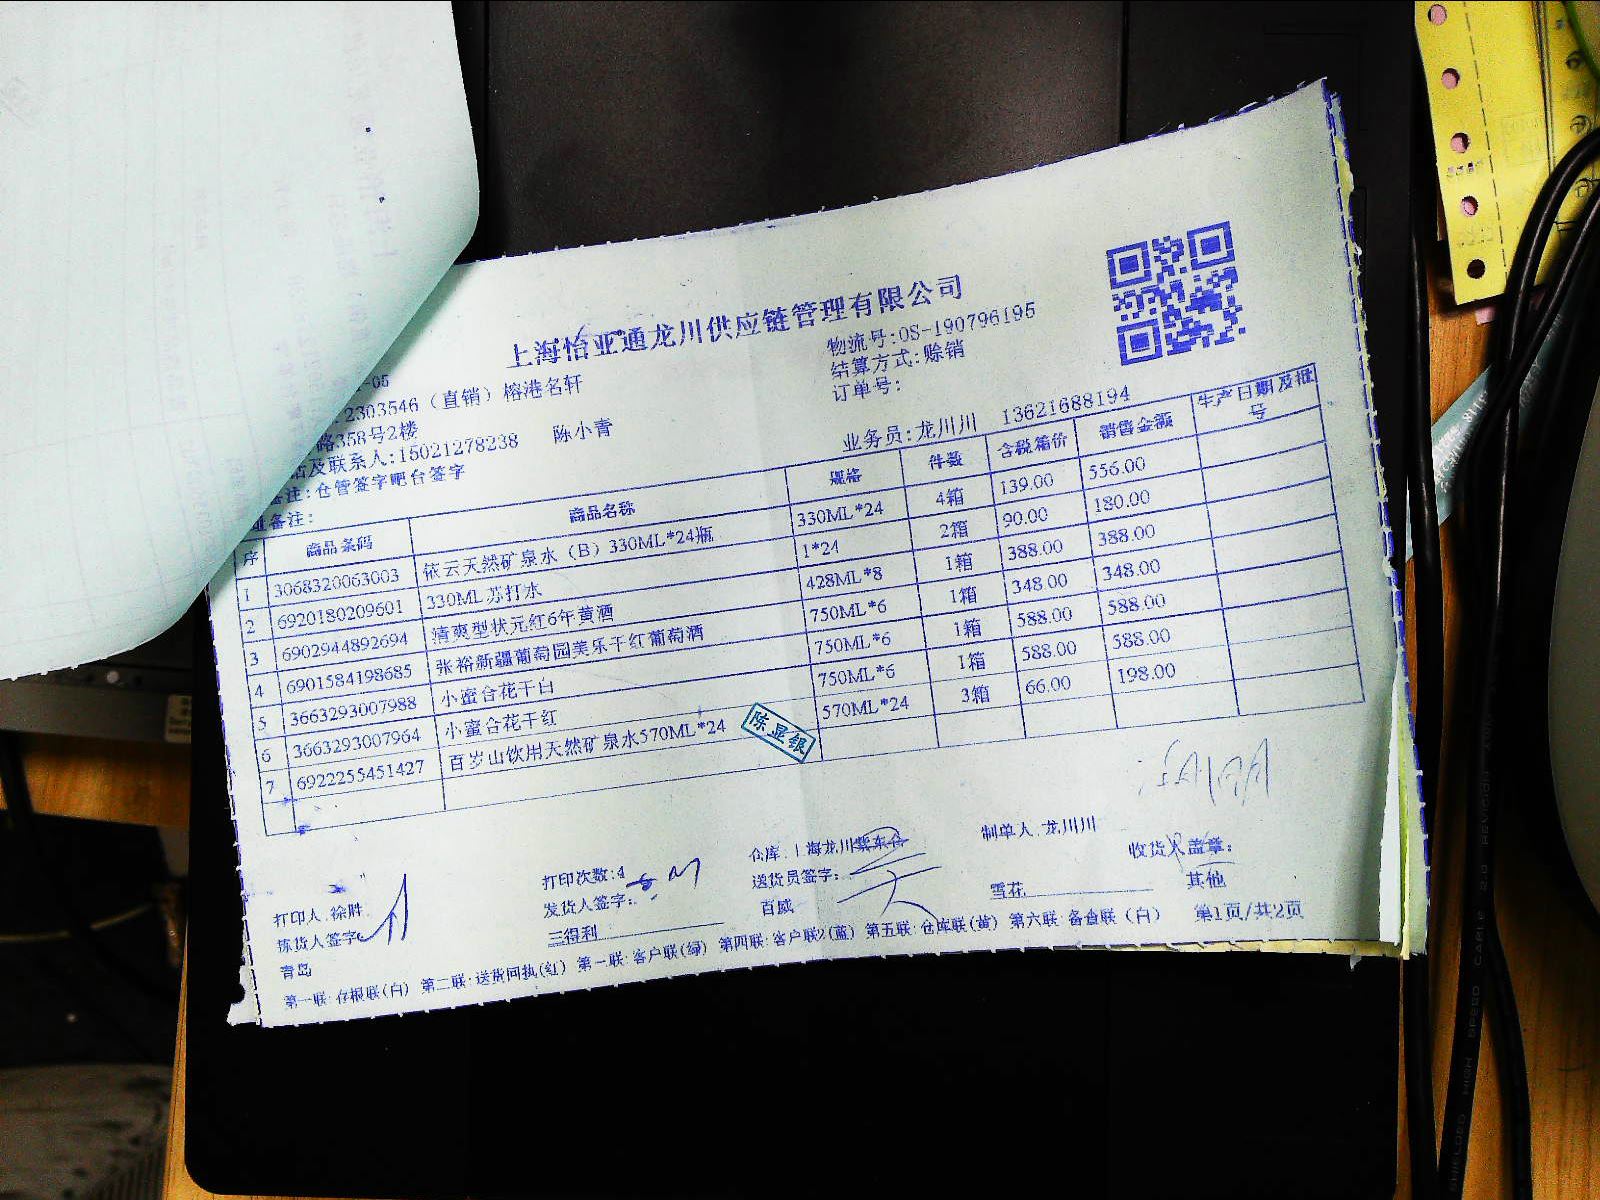 上海怡亚通龙川供应链管理有限公司
物流号:OS-190796195
-05
结算方式:赊销
2303546（直销）榕港名轩
订单号:
路358号2楼
及联系人:15021278238 陈小青
业务员:龙川川 13621688194
注:仓管签字吧台签字
备注:
序 商品条码 商品名称 规格 件数 含税箱价 销售金额 生产日期及批号
1 3068320063003 依云天然矿泉水（B）330ML*24瓶 330ML*24 4箱 139.00 556.00
2 6920180209601 330ML苏打水 1*24 2箱 90.00 180.00
3 6902944892694 清爽型状元红6年黄酒 428ML*8 1箱 388.00 388.00
4 6901584198685 张裕新疆葡萄园美乐干红葡萄酒 750ML*6 1箱 348.00 348.00
5 3663293007988 小蜜合花干白 750ML*6 1箱 588.00 588.00
6 3663293007964 小蜜合花干红 750ML*6 1箱 588.00 588.00
7 6922255451427 百岁山饮用天然矿泉水570ML*24 570ML*24 3箱 66.00 198.00
陈显银
打印人:徐胜 打印次数:4 仓库:上海龙川紫东仓 制单人:龙川川
拣货人签字: 发货人签字: 送货员签字: 收货人盖章:
青岛 三得利 百威 雪花 其他
第一联:存根联(白) 第二联:送货回执(红) 第一联:客户联(绿) 第四联:客户联2(蓝) 第五联:仓库联(黄) 第六联:备查联（白） 第1页/共2页